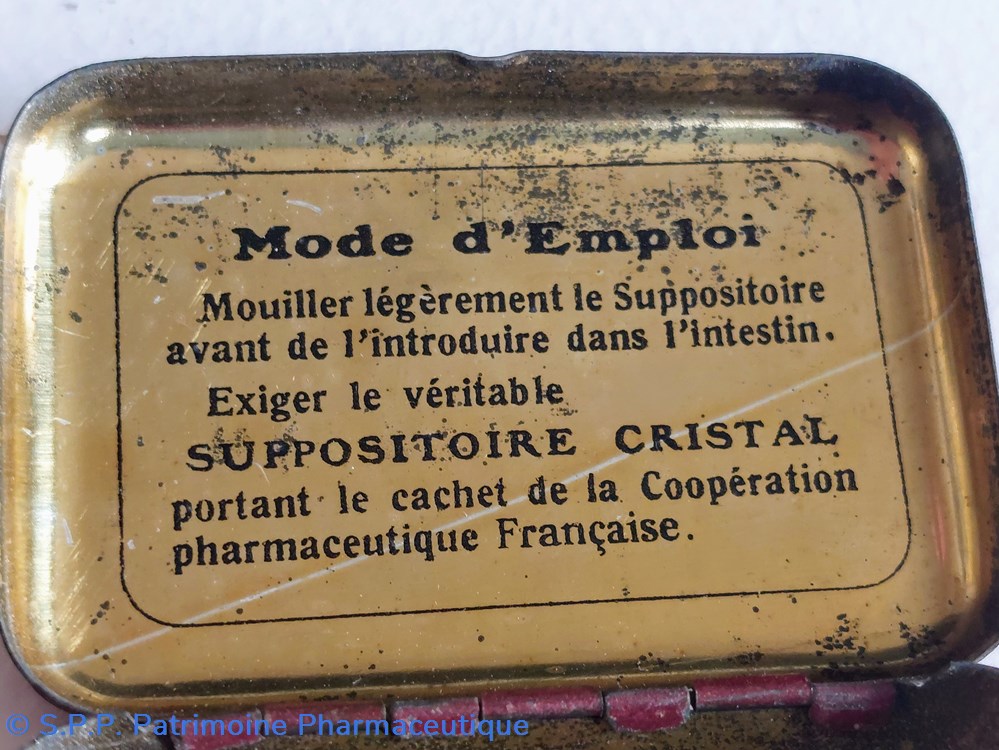 Mode d'Emploi
Mouiller légèrement le Suppositoire
avant de l'introduire dans l'intestin.
Exiger le véritable
SUPPOSITOIRE CRISTAL
portant le cachet de la Coopération
pharmaceutique Française.
© S.P.P. Patrimoine Pharmaceutique